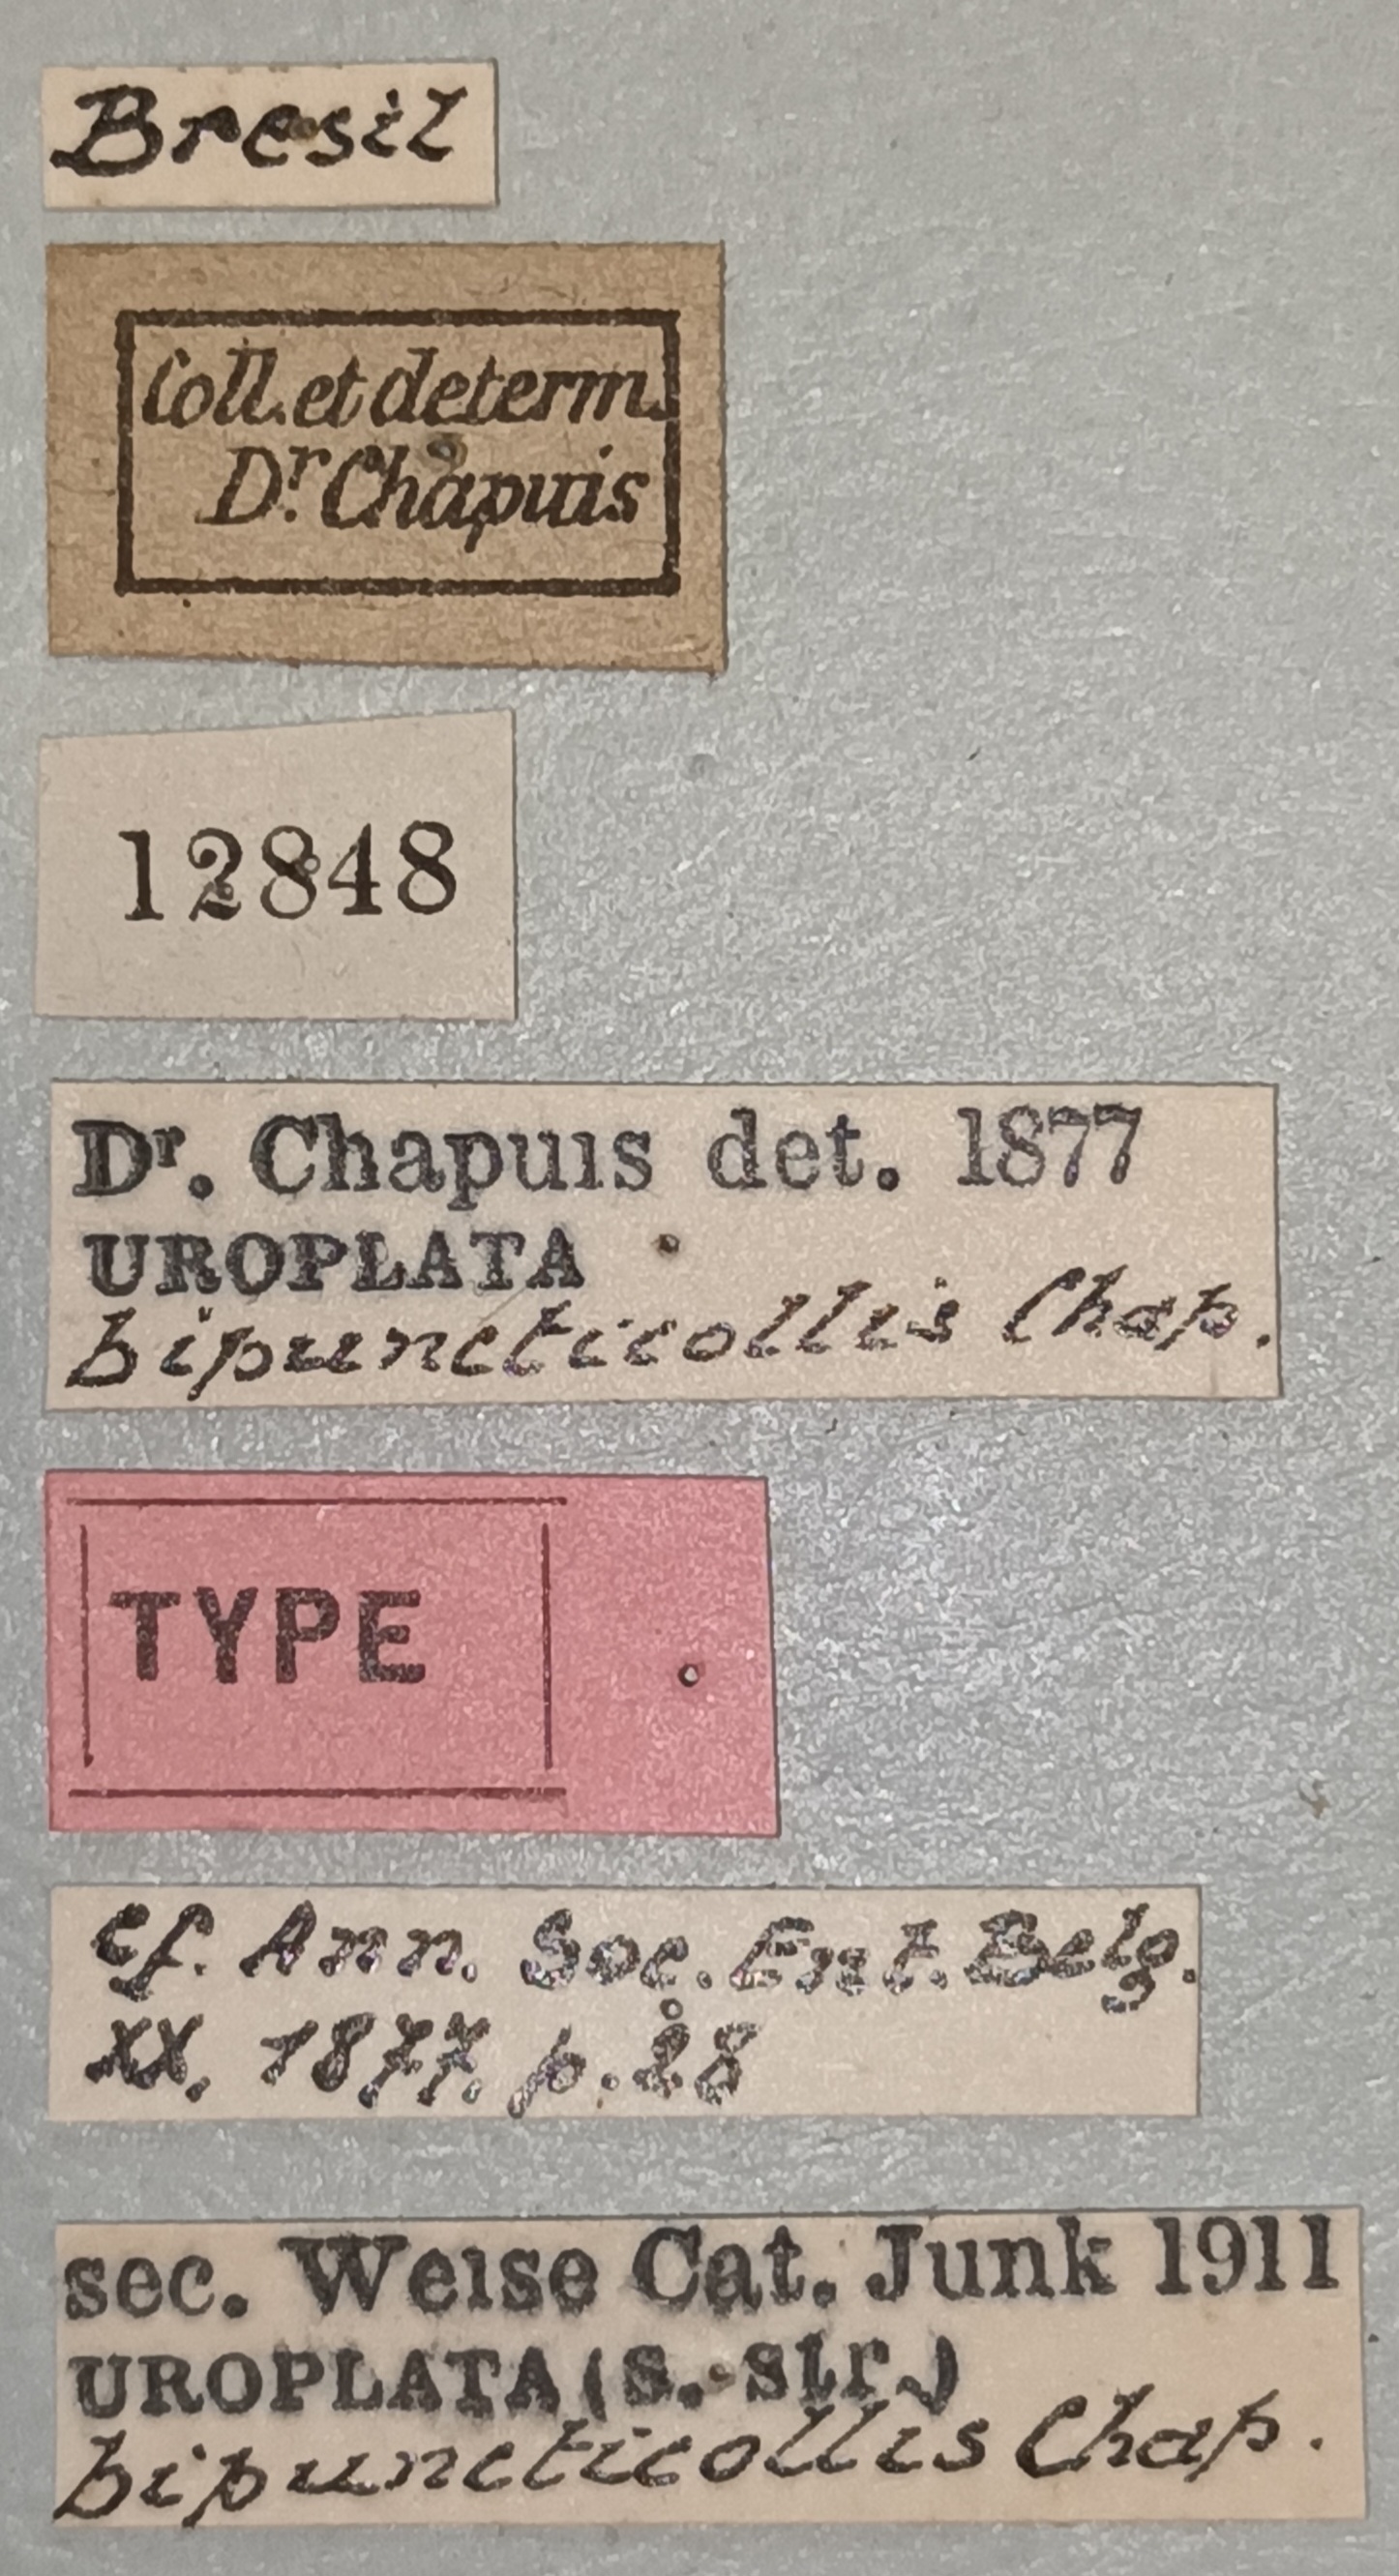 Bresil
Coll. et determ.
Dr. Chapuis
12848
Dr. Chapuis det. 1877
UROPLATA
bipuncticollis Chap.
TYPE
cf. Ann. Soc. Ent. Belg.
XX, 1877, p. 28
sec. Weise Cat. Junk 1911
UROPLATA (s. str.)
bipuncticollis Chap.